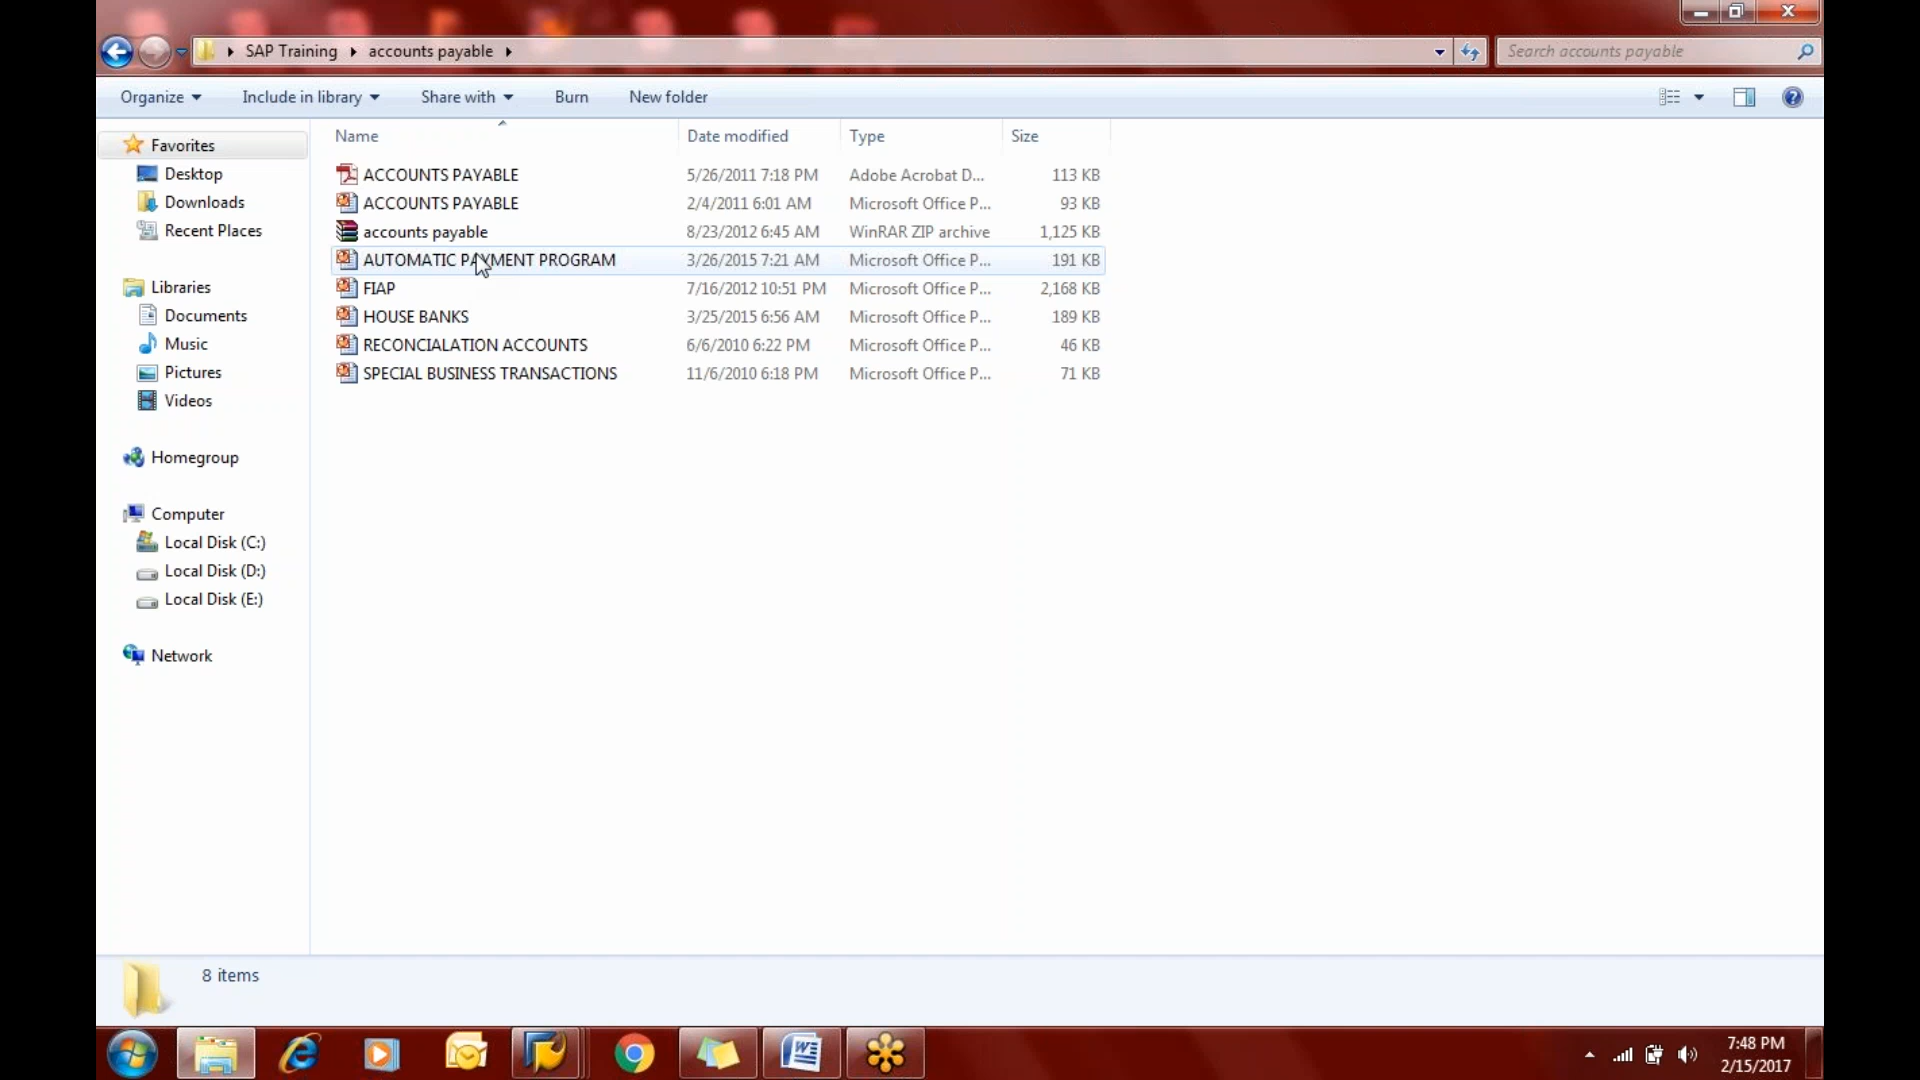 SAP Training accounts payable
Search accounts payable
Organize Include in library Share with Burn New folder
Name Date modified Type Size
Favorites
Desktop
Downloads
Recent Places
Libraries
Documents
Music
Pictures
Videos
Homegroup
Computer
Local Disk (C:)
Local Disk (D:)
Local Disk (E:)
Network
ACCOUNTS PAYABLE 5/26/2011 7:18 PM Adobe Acrobat D... 113 KB
ACCOUNTS PAYABLE 2/4/2011 6:01 AM Microsoft Office P... 93 KB
accounts payable 8/23/2012 6:45 AM WinRAR ZIP archive 1,125 KB
AUTOMATIC PAYMENT PROGRAM 3/26/2015 7:21 AM Microsoft Office P... 191 KB
FIAP 7/16/2012 10:51 PM Microsoft Office P... 2,168 KB
HOUSE BANKS 3/25/2015 6:56 AM Microsoft Office P... 189 KB
RECONCIALATION ACCOUNTS 6/6/2010 6:22 PM Microsoft Office P... 46 KB
SPECIAL BUSINESS TRANSACTIONS 11/6/2010 6:18 PM Microsoft Office P... 71 KB
8 items
7:48 PM
2/15/2017